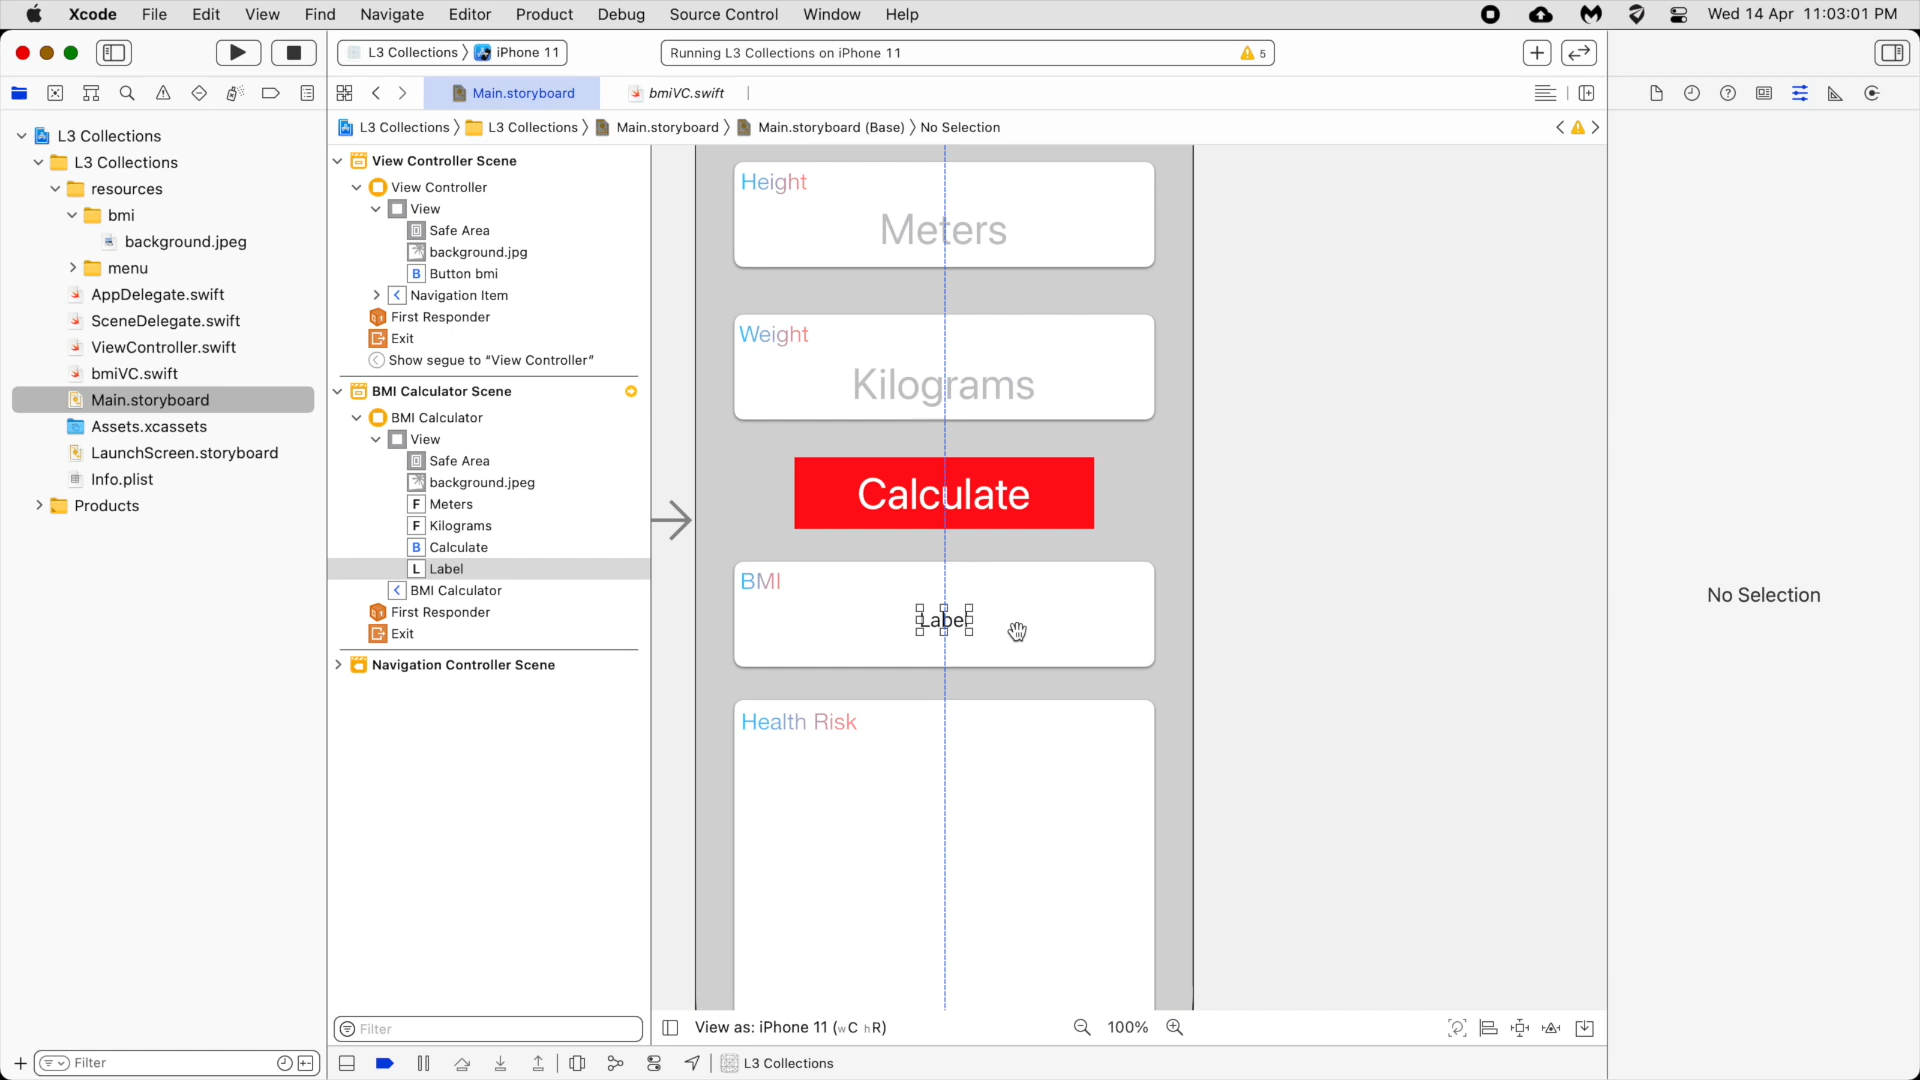 Xcode File Edit View Find Navigate Editor Product Debug Source Control Window Help Wed 14 Apr 11:03:01 PM
L3 Collections iPhone 11
Running L3 Collections on iPhone 11
5
Main.storyboard
bmiVC.swift
L3 Collections L3 Collections Main.storyboard Main.storyboard (Base) No Selection
L3 Collections
L3 Collections
resources
bmi
background.jpeg
menu
AppDelegate.swift
SceneDelegate.swift
ViewController.swift
bmiVC.swift
Main.storyboard
Assets.xcassets
LaunchScreen.storyboard
Info.plist
Products
View Controller Scene
View Controller
View
Safe Area
background.jpg
B Button bmi
Navigation Item
First Responder
Exit
Show segue to “View Controller”
BMI Calculator Scene
BMI Calculator
View
Safe Area
background.jpeg
F Meters
F Kilograms
B Calculate
L Label
BMI Calculator
First Responder
Exit
Navigation Controller Scene
Height
Meters
Weight
Kilograms
Calculate
BMI
Label
Health Risk
No Selection
Filter
View as: iPhone 11 (wC hR)
100%
Filter
L3 Collections